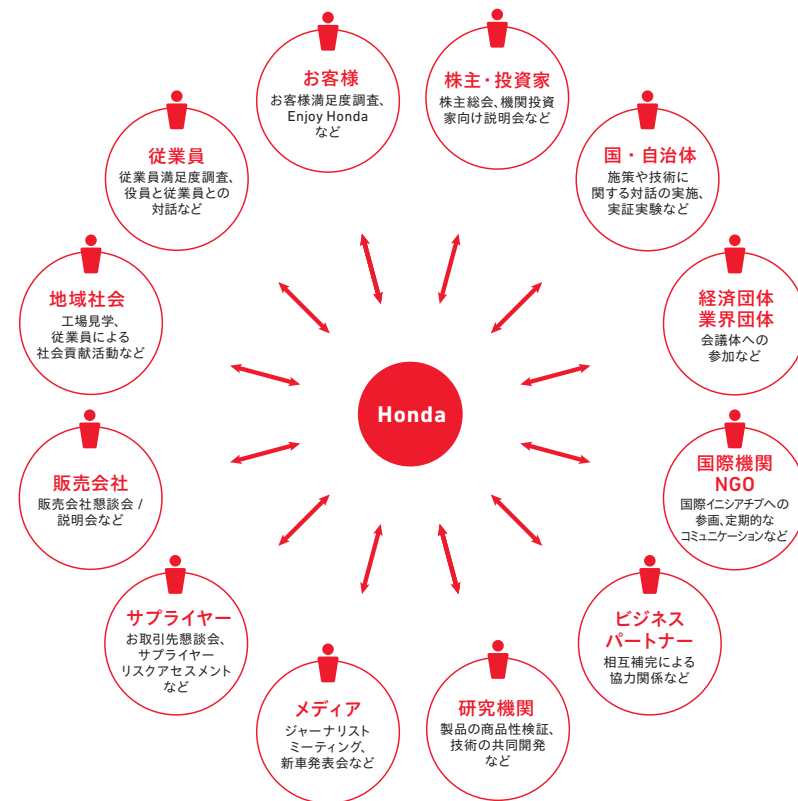 お客様
お客様満足度調査、
Enjoy Honda
など
株主・投資家
株主総会、機関投資
家向け説明会など
国・自治体
施策や技術に
関する対話の実施、
実証実験など
経済団体
業界団体
会議体への
参加など
国際機関
NGO
国際イニシアチブへの
参画、定期的な
コミュニケーションなど
ビジネス
パートナー
相互補完による
協力関係など
研究機関
製品の商品性検証、
技術の共同開発
など
メディア
ジャーナリスト
ミーティング、
新車発表会など
サプライヤー
お取引先懇談会、
サプライヤー
リスクアセスメント
など
販売会社
販売会社懇談会 /
説明会など
地域社会
工場見学、
従業員による
社会貢献活動など
従業員
従業員満足度調査、
役員と従業員との
対話など
Honda